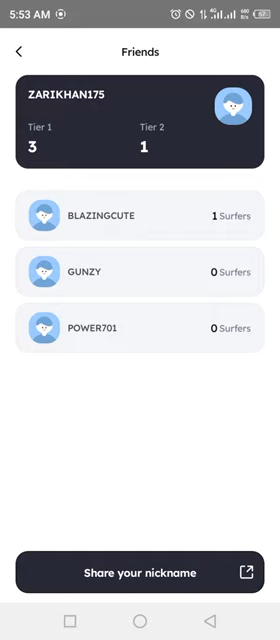 5:53 AM
Friends
ZARIKHAN175
Tier 1
Tier 2
3
1
BLAZINGCUTE
1 Surfers
GUNZY
0 Surfers
POWER701
0 Surfers
Share your nickname